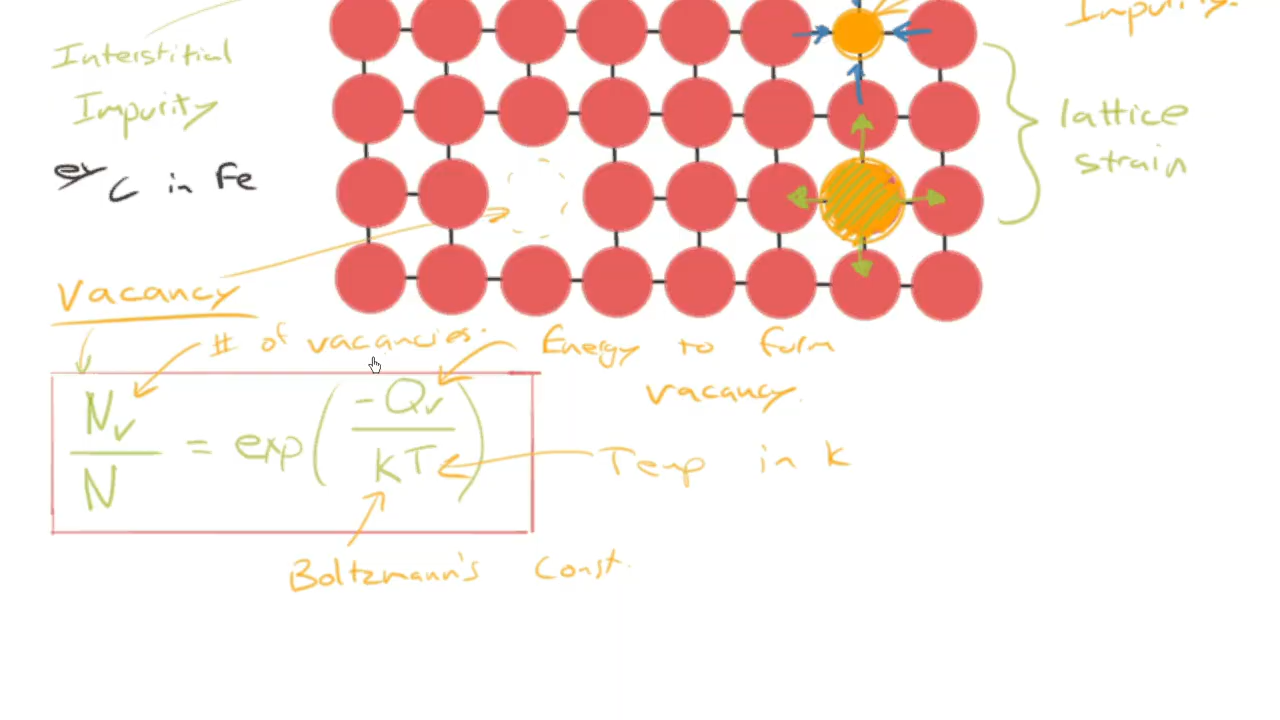 Impurity.
Interstitial
Impurity
ex C in Fe
lattice
strain
Vacancy
# of vacancies.
Energy to form
vacancy.
Nv
N
= exp
( -Qv
kT )
Temp in K
Boltzmann's Const.